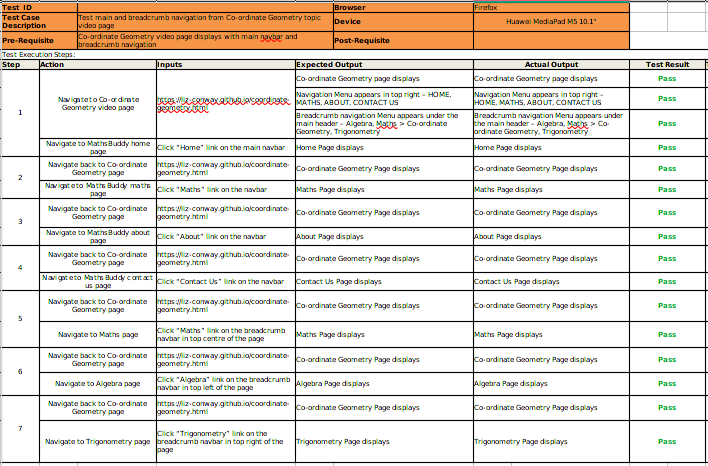 Test ID
Browser
Firefox
Test Case Description
Test main and breadcrumb navigation from Co-ordinate Geometry topic video page
Device
Huawei MediaPad M5 10.1"
Pre-Requisite
Co-ordinate Geometry video page displays with main navbar and breadcrumb navigation
Post-Requisite
Test Execution Steps:
Step Action Inputs Expected Output Actual Output Test Result
1
Navigate to Co-ordinate Geometry video page
https://liz-conway.github.io/coordinate-geometry.html
Co-ordinate Geometry page displays Co-ordinate Geometry page displays Pass
Navigation Menu appears in top right – HOME, MATHS, ABOUT, CONTACT US
Navigation Menu appears in top right – HOME, MATHS, ABOUT, CONTACT US
Pass
Breadcrumb navigation Menu appears under the main header – Algebra, Maths > Co-ordinate Geometry, Trigonometry
Breadcrumb navigation Menu appears under the main header – Algebra, Maths > Co-ordinate Geometry, Trigonometry
Pass
Navigate to MathsBuddy home page
Click "Home" link on the main navbar
Home Page displays Home Page displays Pass
2
Navigate back to Co-ordinate Geometry page
https://liz-conway.github.io/coordinate-geometry.html
Co-ordinate Geometry page displays Co-ordinate Geometry page displays Pass
Navigate to MathsBuddy maths page
Click "Maths" link on the navbar
Maths Page displays Maths Page displays Pass
3
Navigate back to Co-ordinate Geometry page
https://liz-conway.github.io/coordinate-geometry.html
Co-ordinate Geometry page displays Co-ordinate Geometry page displays Pass
Navigate to MathsBuddy about page
Click "About" link on the navbar
About Page displays About Page displays Pass
4
Navigate back to Co-ordinate Geometry page
https://liz-conway.github.io/coordinate-geometry.html
Co-ordinate Geometry page displays Co-ordinate Geometry page displays Pass
Navigate to MathsBuddy contact us page
Click "Contact Us" link on the navbar
Contact Us Page displays Contact Us Page displays Pass
5
Navigate back to Co-ordinate Geometry page
https://liz-conway.github.io/coordinate-geometry.html
Co-ordinate Geometry page displays Co-ordinate Geometry page displays Pass
Navigate to Maths page
Click "Maths" link on the breadcrumb navbar in top centre of the page
Maths Page displays Maths Page displays Pass
6
Navigate back to Co-ordinate Geometry page
https://liz-conway.github.io/coordinate-geometry.html
Co-ordinate Geometry page displays Co-ordinate Geometry page displays Pass
Navigate to Algebra page
Click "Algebra" link on the breadcrumb navbar in top left of the page
Algebra Page displays Algebra Page displays Pass
7
Navigate back to Co-ordinate Geometry page
https://liz-conway.github.io/coordinate-geometry.html
Co-ordinate Geometry page displays Co-ordinate Geometry page displays Pass
Navigate to Trigonometry page
Click "Trigonometry" link on the breadcrumb navbar in top right of the page
Trigonometry Page displays Trigonometry Page displays Pass